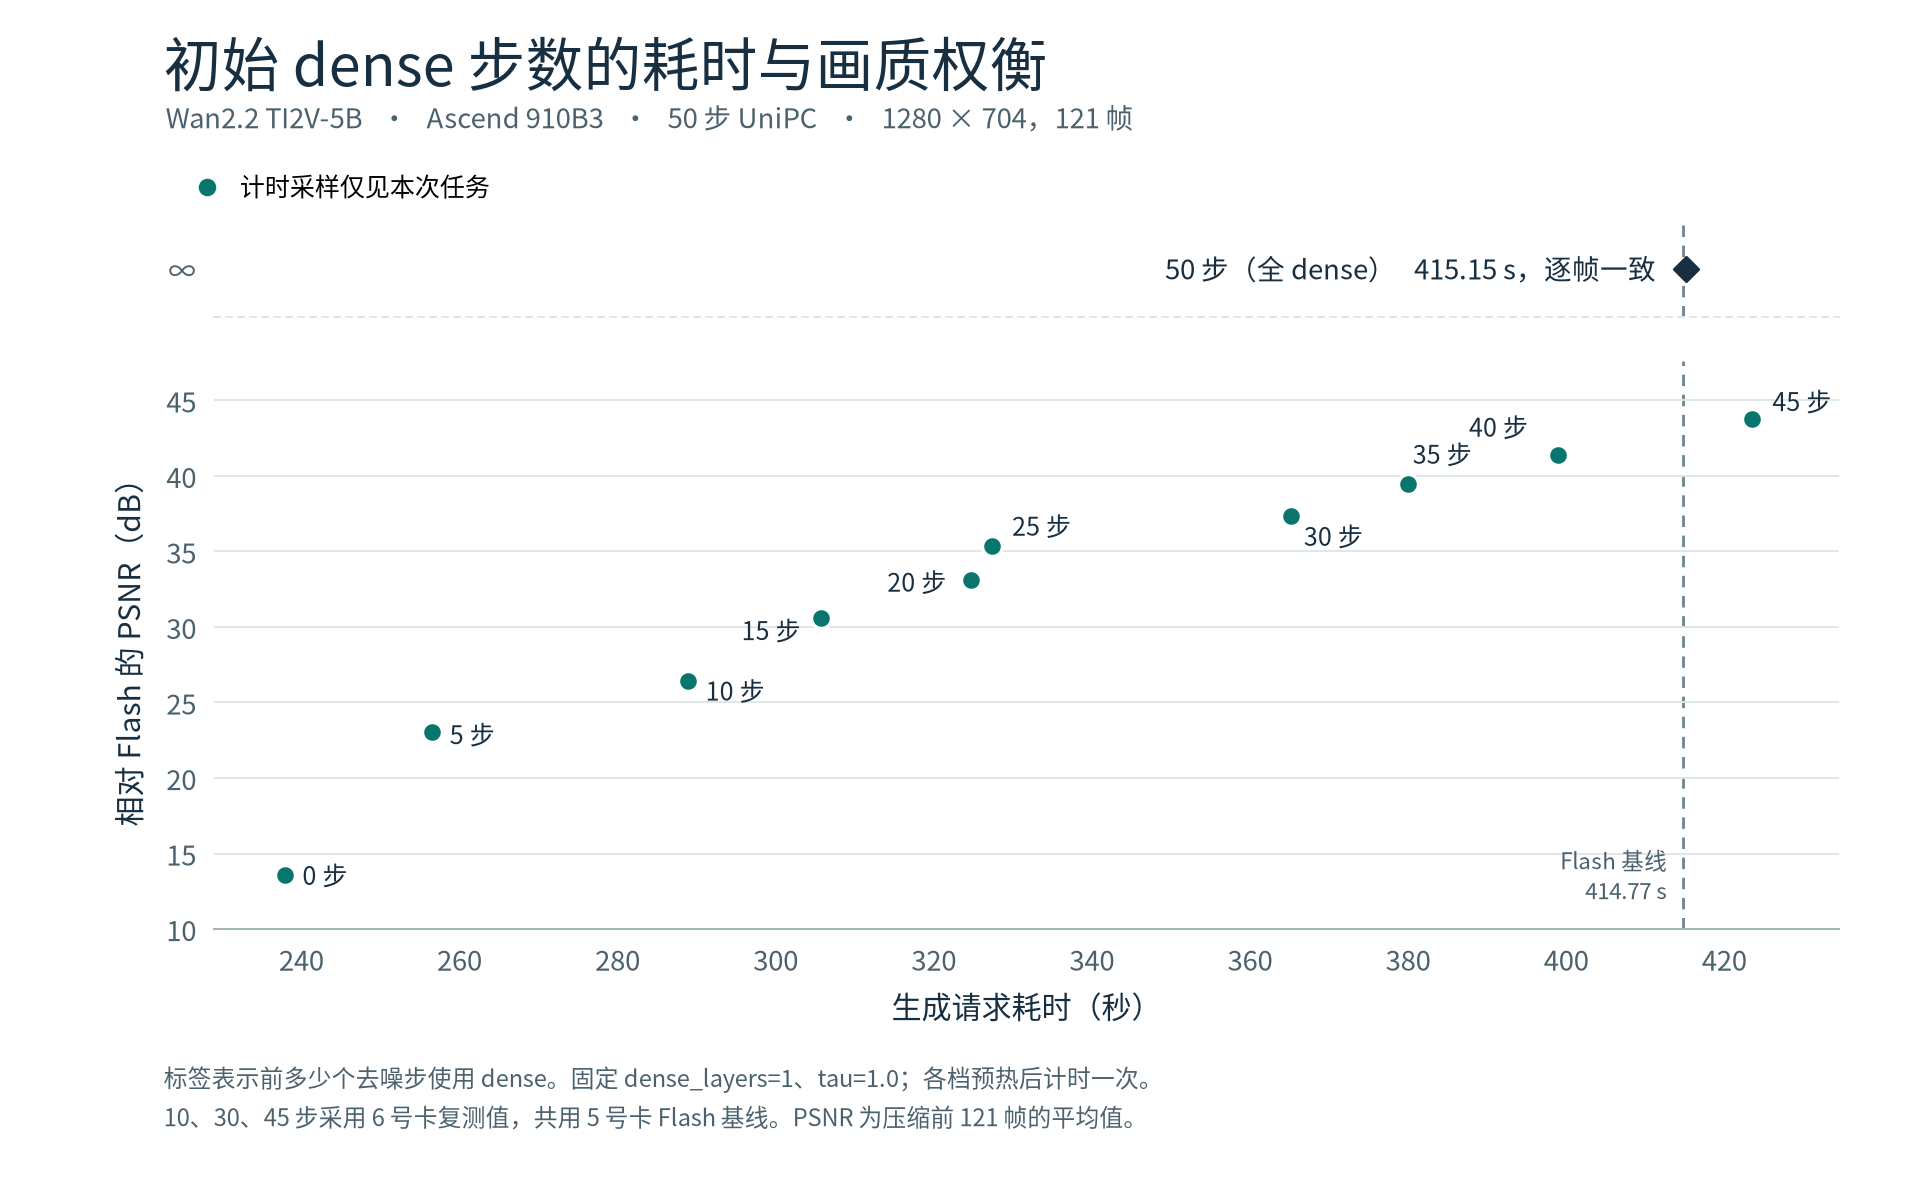 初始 dense 步数的耗时与画质权衡
Wan2.2 TI2V-5B • Ascend 910B3 • 50 步 UniPC • 1280 × 704，121 帧
计时采样仅见本次任务
∞
50 步（全 dense） 415.15 s，逐帧一致
45
45 步
40 步
35 步
40
25 步
30 步
35
20 步
30
15 步
10 步
25
5 步
20
15
Flash 基线
0 步
414.77 s
10
相对 Flash 的 PSNR（dB）
240 260 280 300 320 340 360 380 400 420
生成请求耗时（秒）
标签表示前多少个去噪步使用 dense。固定 dense_layers=1、tau=1.0；各档预热后计时一次。
10、30、45 步采用 6 号卡复测值，共用 5 号卡 Flash 基线。PSNR 为压缩前 121 帧的平均值。